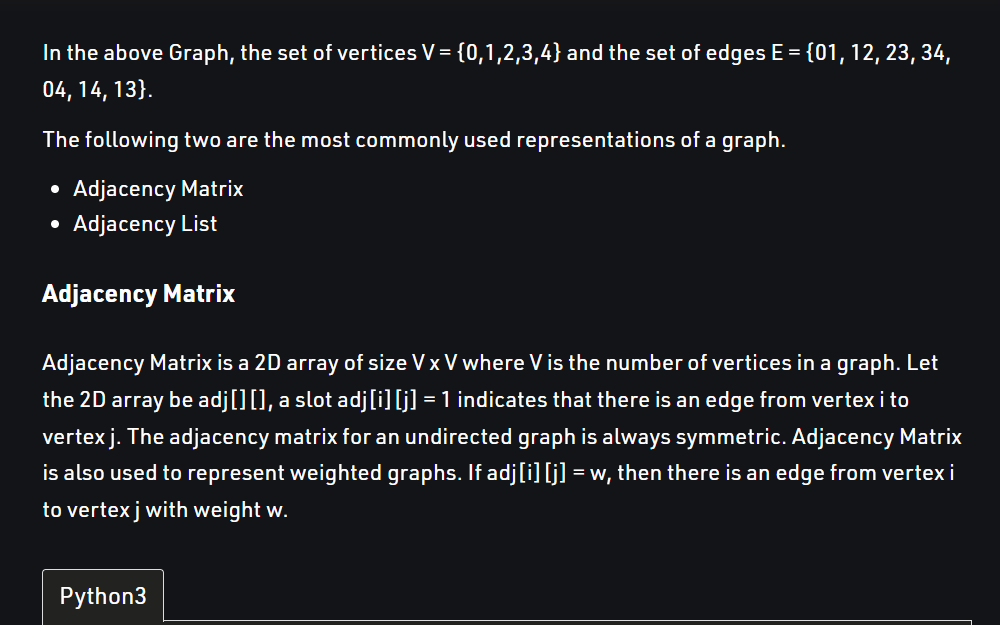 In the above Graph, the set of vertices V = {0,1,2,3,4} and the set of edges E = {01, 12, 23, 34,
04, 14, 13}.
The following two are the most commonly used representations of a graph.
• Adjacency Matrix
• Adjacency List
Adjacency Matrix
Adjacency Matrix is a 2D array of size V x V where V is the number of vertices in a graph. Let
the 2D array be adj[][], a slot adj[i][j] = 1 indicates that there is an edge from vertex i to
vertex j. The adjacency matrix for an undirected graph is always symmetric. Adjacency Matrix
is also used to represent weighted graphs. If adj[i][j] = w, then there is an edge from vertex i
to vertex j with weight w.
Python3